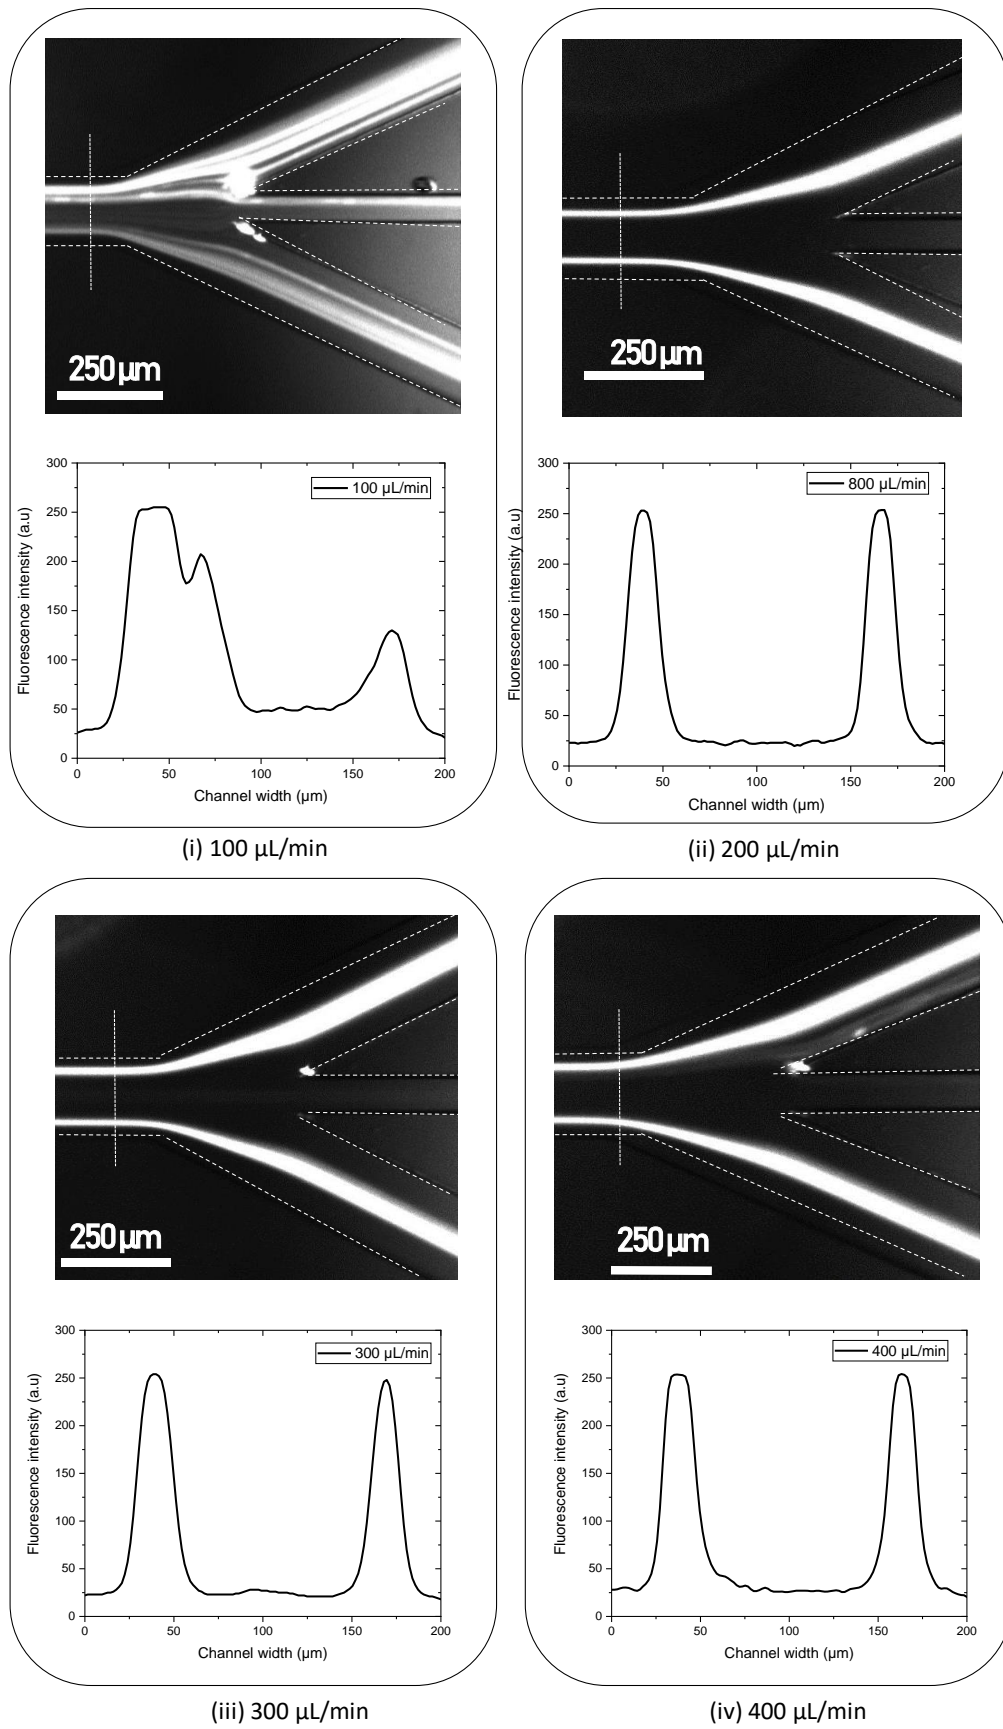 250 µm
300
250
200
150
100
50
0
0 50 100 150 200
Fluorescence intensity (a.u)
Channel width (µm)
100 µL/min
(i) 100 µL/min
250 µm
300
250
200
150
100
50
0
0 50 100 150 200
Fluorescence intensity (a.u)
Channel width (µm)
800 µL/min
(ii) 200 µL/min
250 µm
300
250
200
150
100
50
0
0 50 100 150 200
Fluorescence intensity (a.u)
Channel width (µm)
300 µL/min
(iii) 300 µL/min
250 µm
300
250
200
150
100
50
0
0 50 100 150 200
Fluorescence intensity (a.u)
Channel width (µm)
400 µL/min
(iv) 400 µL/min